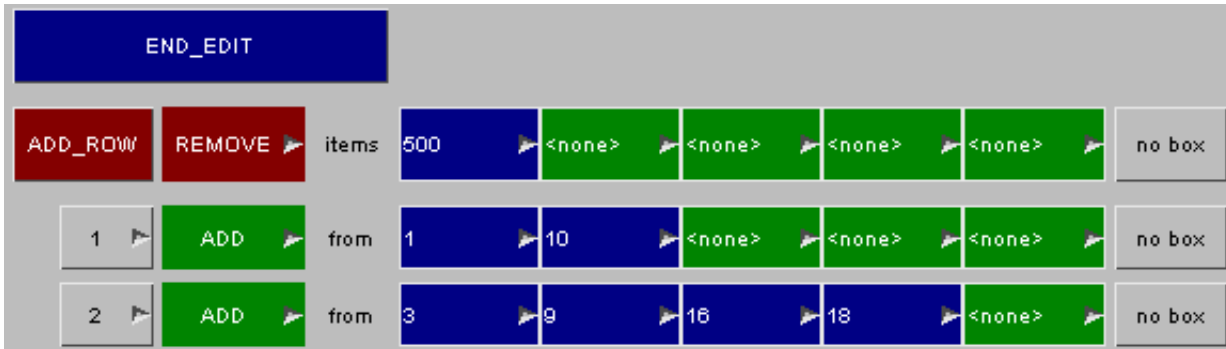 END_EDIT
ADD_ROW REMOVE items 500 <none> <none> <none> <none> no box
1 ADD from 1 10 <none> <none> <none> no box
2 ADD from 3 9 16 18 <none> no box